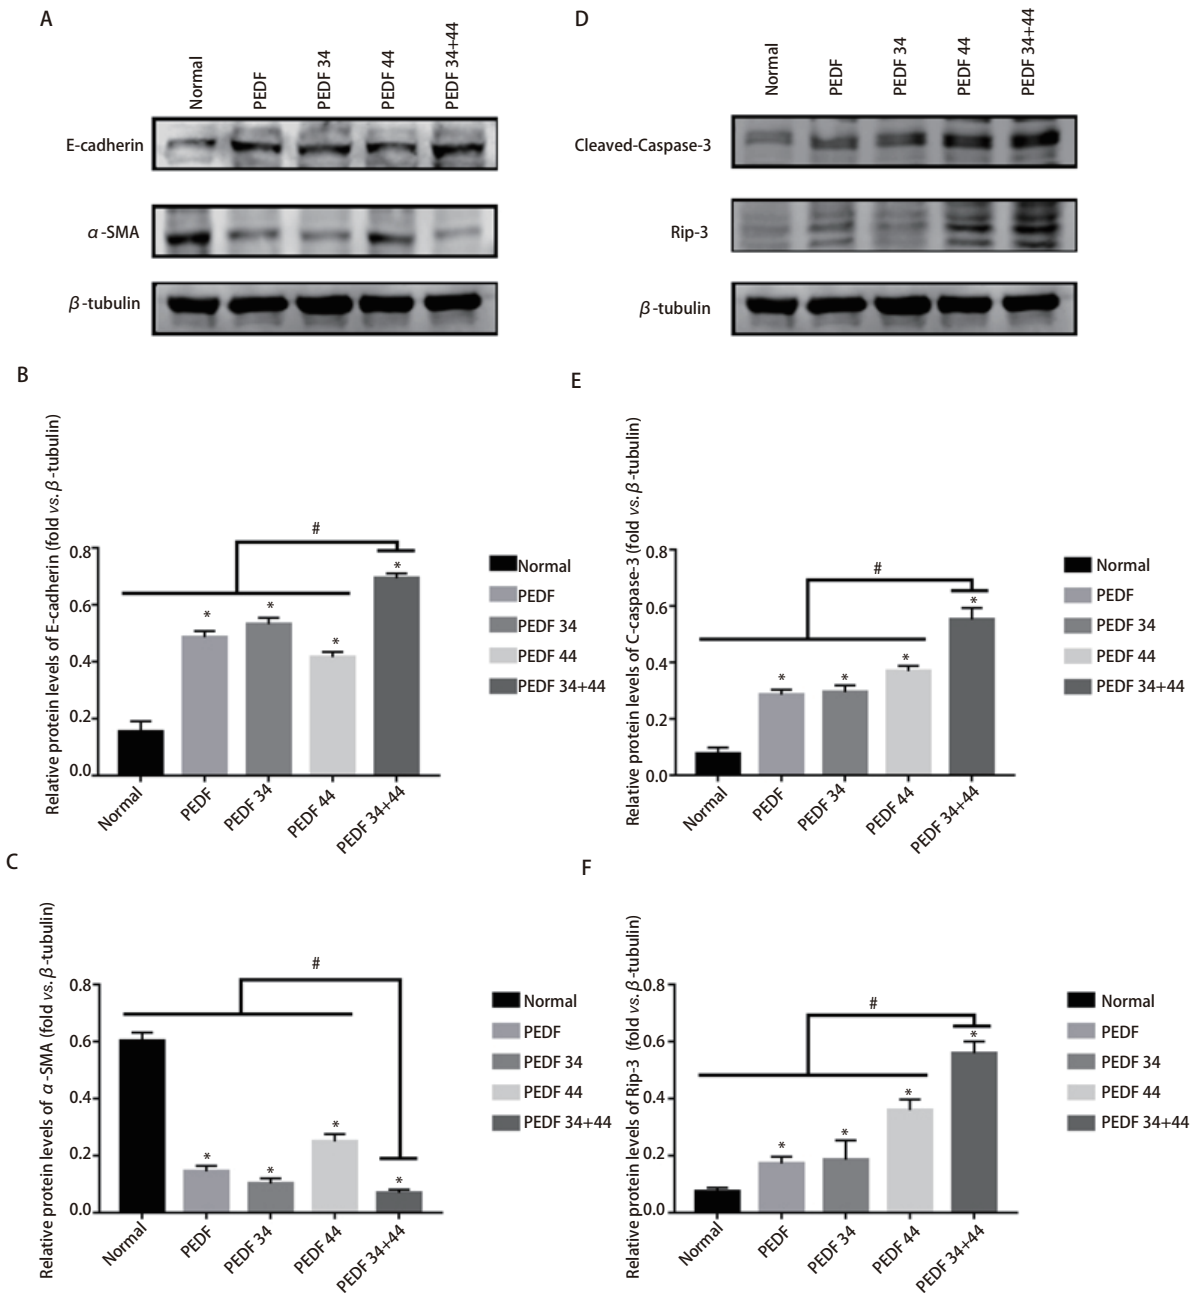 A
Normal
PEDF
PEDF 34
PEDF 44
PEDF 34+44
E-cadherin
α-SMA
β-tubulin
D
Normal
PEDF
PEDF 34
PEDF 44
PEDF 34+44
Cleaved-Caspase-3
Rip-3
β-tubulin
B
Relative protein levels of E-cadherin (fold vs. β-tubulin)
0.8
0.6
0.4
0.2
0.0
#
*
*
*
*
Normal
PEDF
PEDF 34
PEDF 44
PEDF 34+44
Normal
PEDF
PEDF 34
PEDF 44
PEDF 34+44
E
Relative protein levels of C-caspase-3 (fold vs. β-tubulin)
0.8
0.6
0.4
0.2
0.0
#
*
*
*
*
Normal
PEDF
PEDF 34
PEDF 44
PEDF 34+44
Normal
PEDF
PEDF 34
PEDF 44
PEDF 34+44
C
Relative protein levels of α-SMA (fold vs. β-tubulin)
0.8
0.6
0.4
0.2
0.0
#
*
*
*
*
Normal
PEDF
PEDF 34
PEDF 44
PEDF 34+44
Normal
PEDF
PEDF 34
PEDF 44
PEDF 34+44
F
Relative protein levels of Rip-3 (fold vs. β-tubulin)
0.8
0.6
0.4
0.2
0.0
#
*
*
*
*
Normal
PEDF
PEDF 34
PEDF 44
PEDF 34+44
Normal
PEDF
PEDF 34
PEDF 44
PEDF 34+44